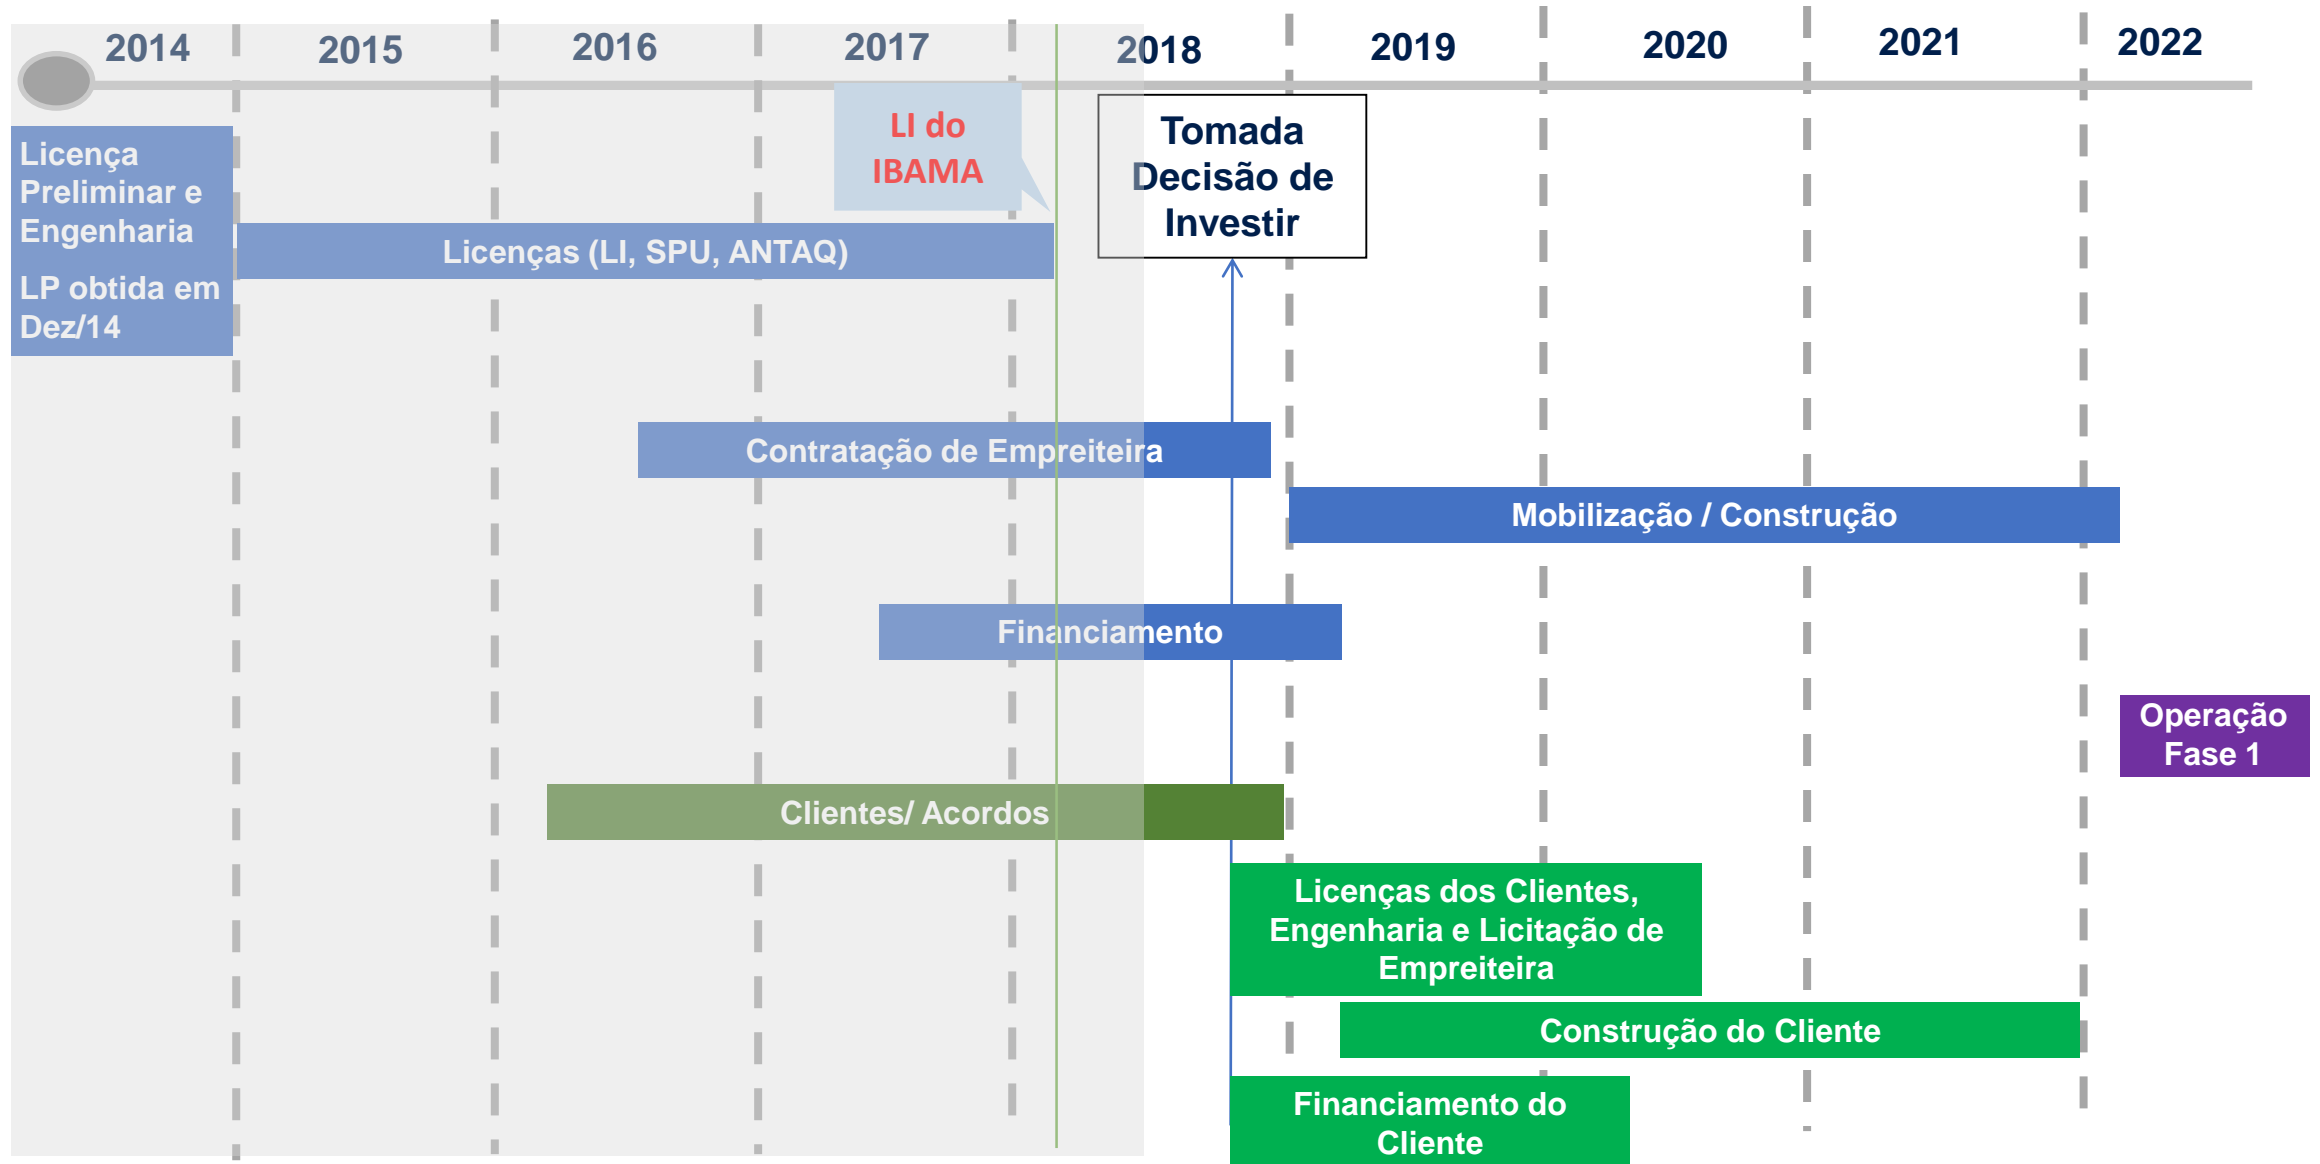 2014
2015
2016
2017
2018
2019
2020
2021
2022
Licença
Preliminar e
Engenharia
LP obtida em
Dez/14
LI do
IBAMA
Tomada
Decisão de
Investir
Licenças (LI, SPU, ANTAQ)
Contratação de Empreiteira
Mobilização / Construção
Financiamento
Operação
Fase 1
Clientes/ Acordos
Licenças dos Clientes,
Engenharia e Licitação de
Empreiteira
Construção do Cliente
Financiamento do
Cliente